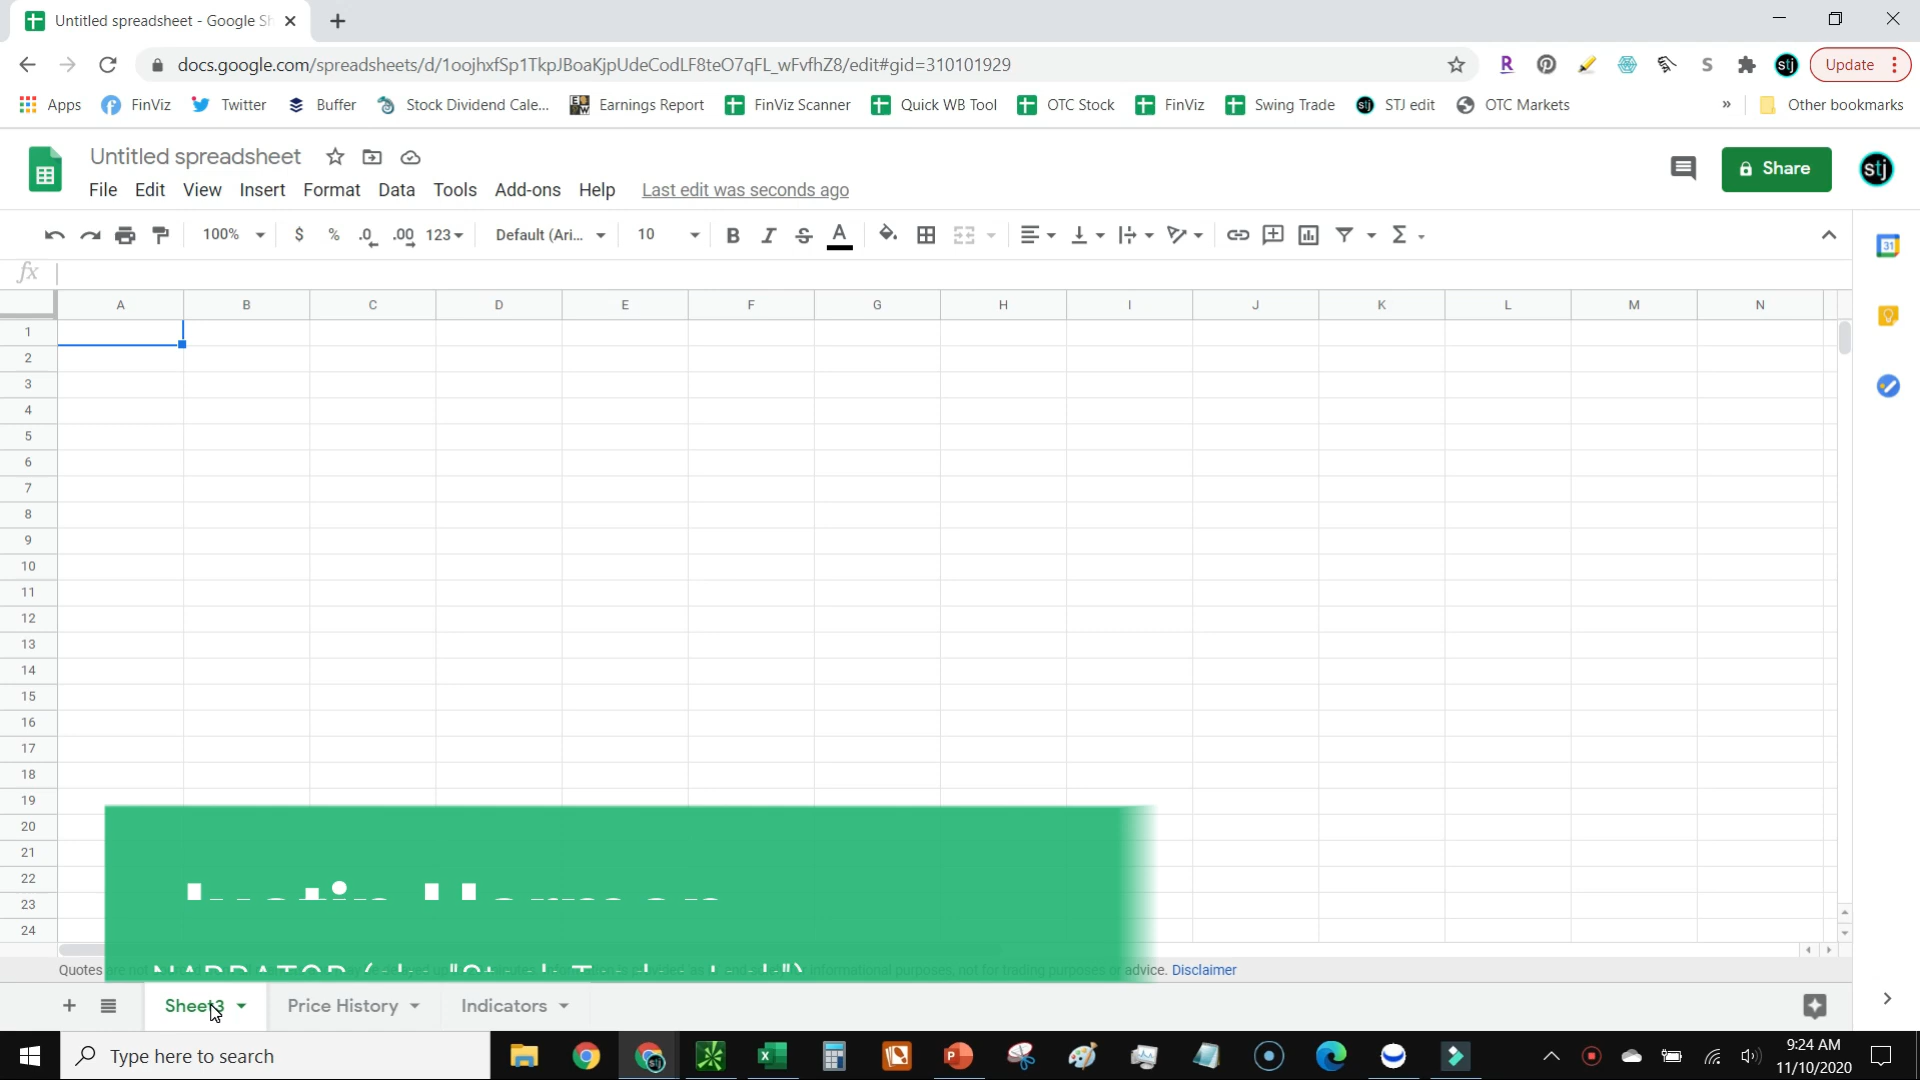 Untitled spreadsheet - Google Sh
docs.google.com/spreadsheets/d/1oojhxfSp1TkpJBoaKjpUdeCodLF8teO7qFL_wFvfhZ8/edit#gid=310101929
Update
Apps FinViz Twitter Buffer Stock Dividend Cale... Earnings Report FinViz Scanner Quick WB Tool OTC Stock FinViz Swing Trade STJ edit OTC Markets » Other bookmarks
Untitled spreadsheet
Share
stj
File Edit View Insert Format Data Tools Add-ons Help Last edit was seconds ago
100% $ % .0 .00 123 Default (Ari... 10 B I S A
fx
A B C D E F G H I J K L M N
1
2
3
4
5
6
7
8
9
10
11
12
13
14
15
16
17
18
19
20
21
22
23
24
Quotes are not informational purposes, not for trading purposes or advice. Disclaimer
Sheet3 Price History Indicators
Type here to search
9:24 AM
11/10/2020